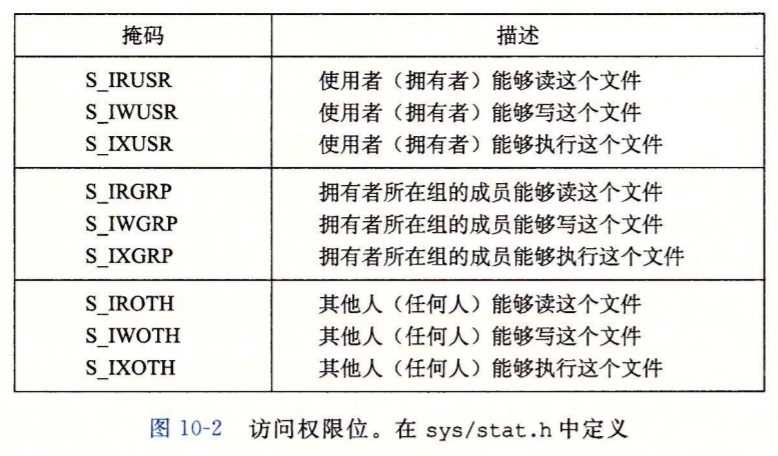 掩码 描述
S_IRUSR 使用者（拥有者）能够读这个文件
S_IWUSR 使用者（拥有者）能够写这个文件
S_IXUSR 使用者（拥有者）能够执行这个文件
S_IRGRP 拥有者所在组的成员能够读这个文件
S_IWGRP 拥有者所在组的成员能够写这个文件
S_IXGRP 拥有者所在组的成员能够执行这个文件
S_IROTH 其他人（任何人）能够读这个文件
S_IWOTH 其他人（任何人）能够写这个文件
S_IXOTH 其他人（任何人）能够执行这个文件
图 10-2 访问权限位。在 sys/stat.h 中定义